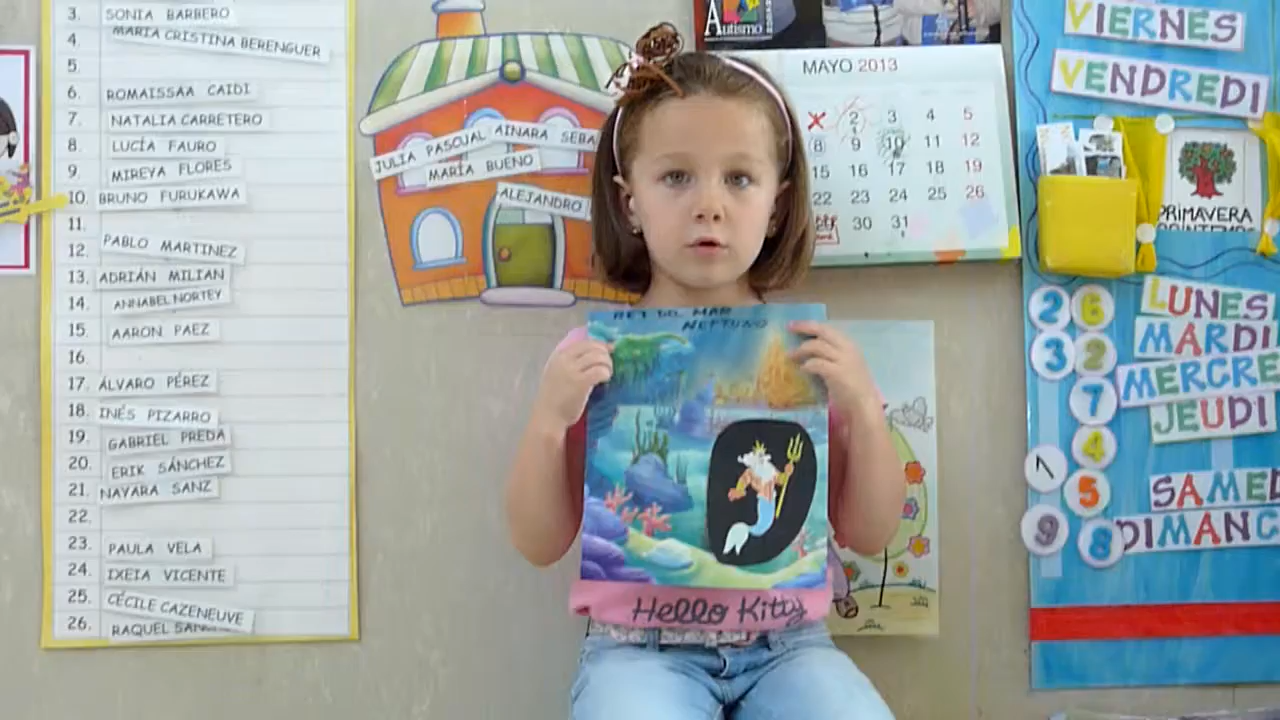 3. SONIA BARBERO
4. MARIA CRISTINA BERENGUER
5.
6. ROMAISSAA CAIDI
7. NATALIA CARRETERO
8. LUCÍA FAURO
9. MIREYA FLORES
10. BRUNO FURUKAWA
11.
12. PABLO MARTINEZ
13. ADRIÁN MILIAN
14. ANNABEL NORTEY
15. AARON PAEZ
16.
17. ÁLVARO PÉREZ
18. INÉS PIZARRO
19. GABRIEL PREDA
20. ERIK SÁNCHEZ
21. NAYARA SANZ
22.
23. PAULA VELA
24. IXEIA VICENTE
25. CÉCILE CAZENEUVE
26. RAQUEL
JULIA PASCUAL AINARA SEBA
MARÍA BUENO
ALEJANDRO
Autismo
MAYO 2013
2 3 4 5
8 9 10 11 12
15 16 17 18 19
22 23 24 25 26
30 31
REY DEL MAR
NEPTUNO
Hello Kitty
VIERNES
VENDREDI
PRIMAVERA
PRINTEMPS
LUNES
MARDI
MERCRE
JEUDI
SAMED
DIMANC
2 6
3 2
7
4
1 5
9 8